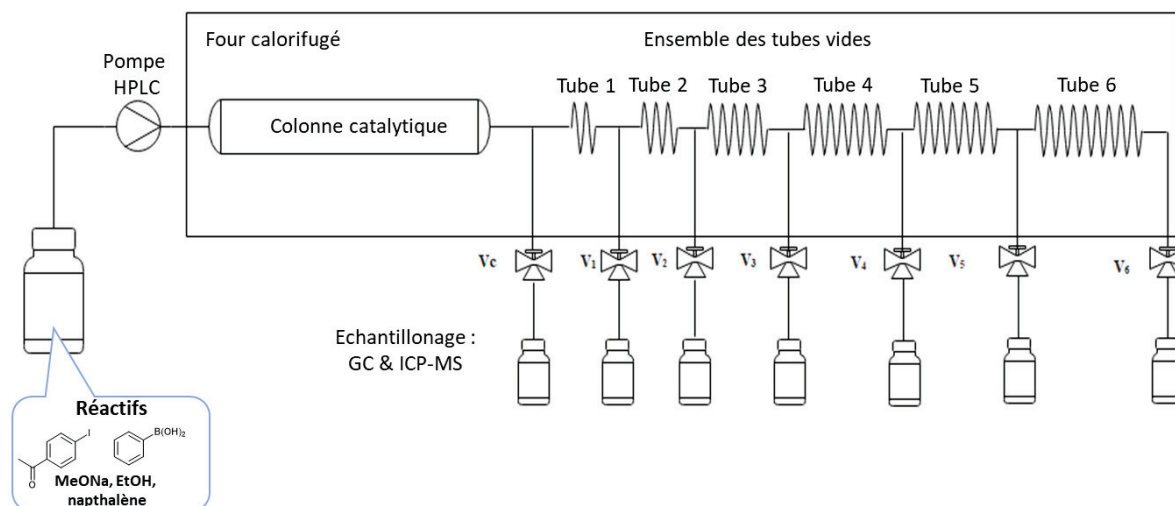 Four calorifugé
Ensemble des tubes vides
Pompe
HPLC
Tube 1
Tube 2
Tube 3
Tube 4
Tube 5
Tube 6
Colonne catalytique
Vc
V1
V2
V3
V4
V5
V6
Echantillonage :
GC & ICP-MS
Réactifs
I
O
B(OH)2
MeONa, EtOH,
napthalène